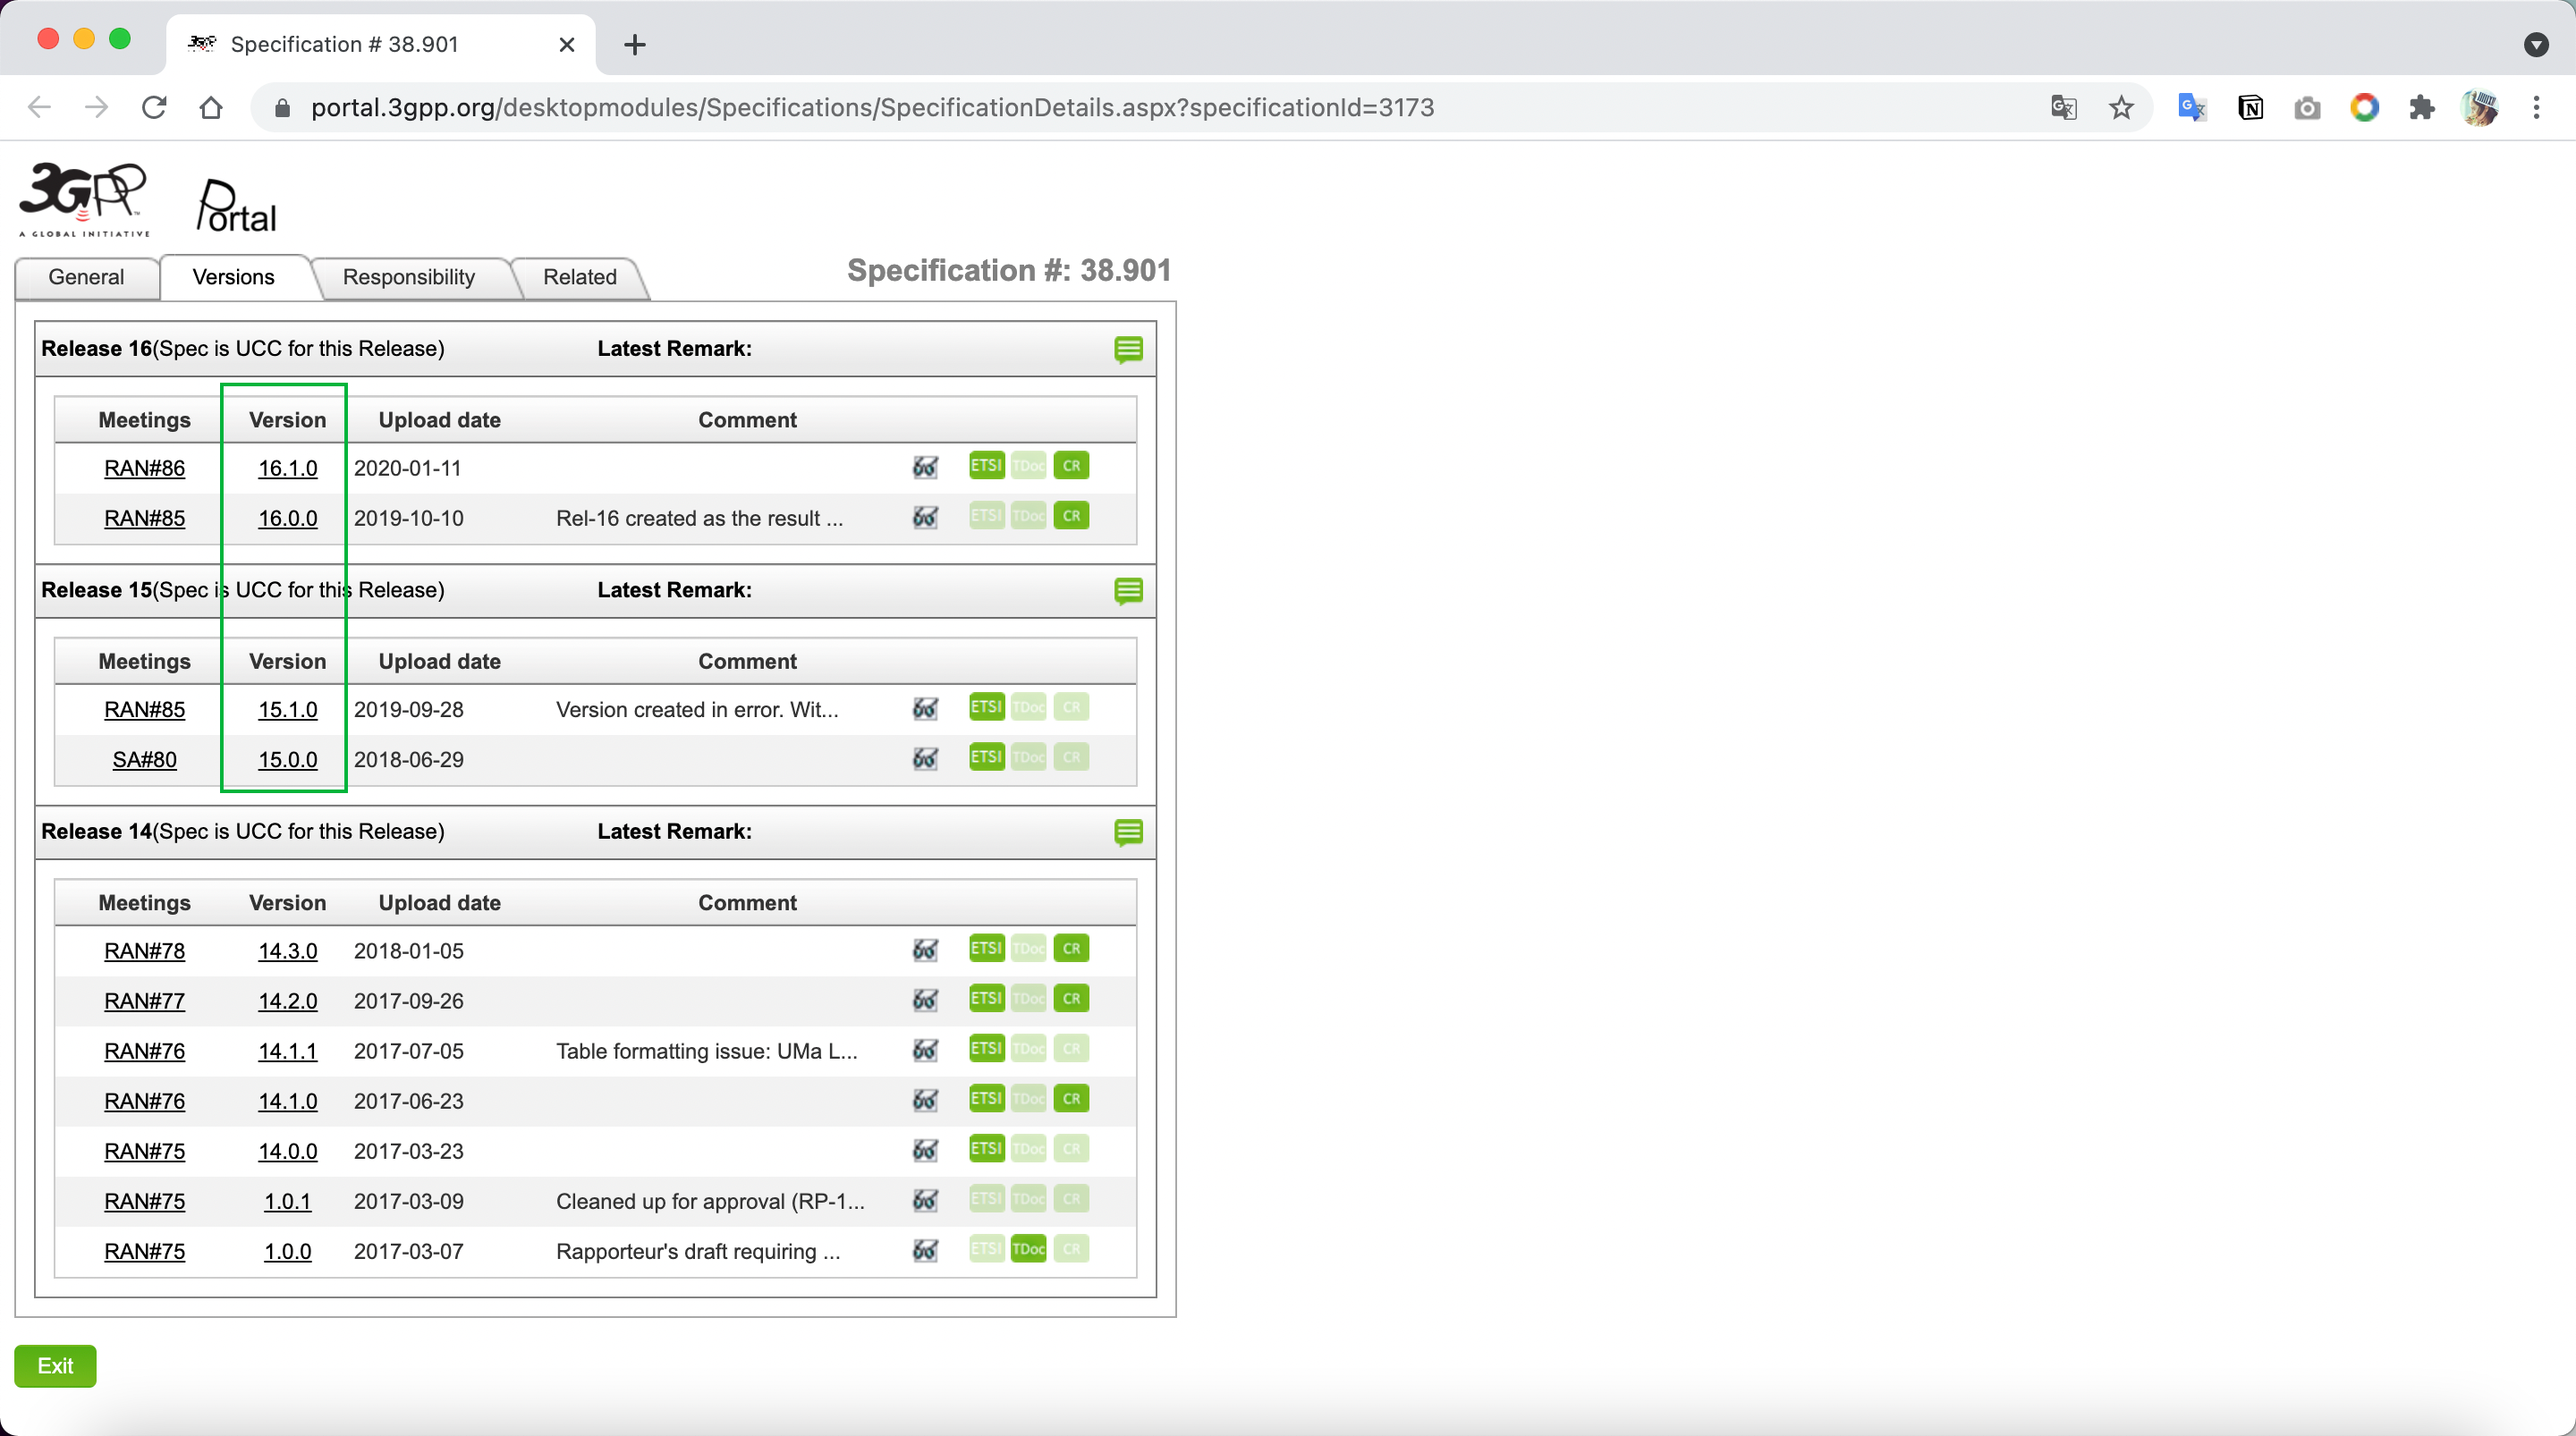 Specification # 38.901
portal.3gpp.org/desktopmodules/Specifications/SpecificationDetails.aspx?specificationId=3173
3GPP
A GLOBAL INITIATIVE
Portal
General Versions Responsibility Related Specification #: 38.901
Release 16(Spec is UCC for this Release) Latest Remark:
Meetings Version Upload date Comment
RAN#86 16.1.0 2020-01-11 ETSI TDoc CR
RAN#85 16.0.0 2019-10-10 Rel-16 created as the result ... ETSI TDoc CR
Release 15(Spec is UCC for this Release) Latest Remark:
Meetings Version Upload date Comment
RAN#85 15.1.0 2019-09-28 Version created in error. Wit... ETSI TDoc CR
SA#80 15.0.0 2018-06-29 ETSI TDoc CR
Release 14(Spec is UCC for this Release) Latest Remark:
Meetings Version Upload date Comment
RAN#78 14.3.0 2018-01-05 ETSI TDoc CR
RAN#77 14.2.0 2017-09-26 ETSI TDoc CR
RAN#76 14.1.1 2017-07-05 Table formatting issue: UMa L... ETSI TDoc CR
RAN#76 14.1.0 2017-06-23 ETSI TDoc CR
RAN#75 14.0.0 2017-03-23 ETSI TDoc CR
RAN#75 1.0.1 2017-03-09 Cleaned up for approval (RP-1... ETSI TDoc CR
RAN#75 1.0.0 2017-03-07 Rapporteur's draft requiring ... ETSI TDoc CR
Exit